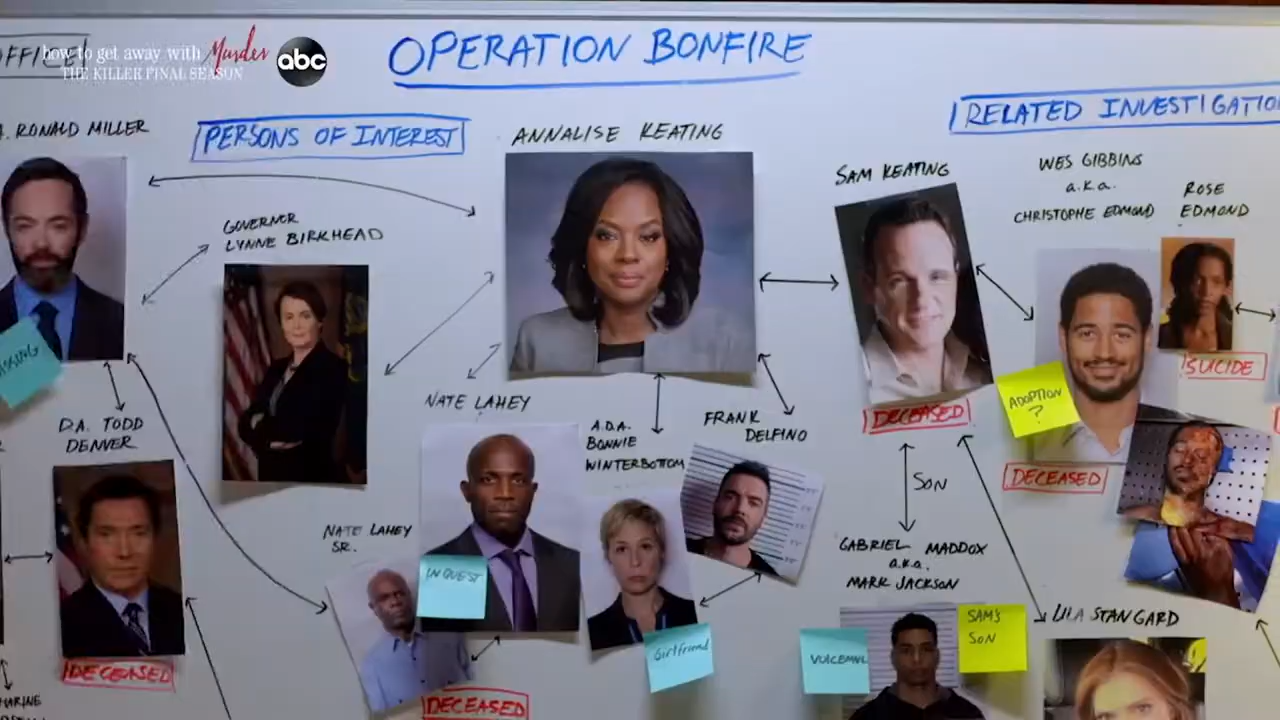 OFFICE
how to get away with Murder
THE KILLER FINAL SEASON
abc
OPERATION BONFIRE
RONALD MILLER
PERSONS OF INTEREST
ANNALISE KEATING
RELATED
GOVERNOR
LYNNE BIRKHEAD
SAM KEATING
WES GIBBINS
a.k.a.
CHRISTOPHE EDMOND
ROSE
EDMOND
D.A. TODD
DENVER
NATE LAHEY
A.D.A.
BONNIE
WINTERBOTTOM
FRANK
DELFINO
DECEASED
ADOPTION
?
SUICIDE
DECEASED
SON
NATE LAHEY
SR.
INQUEST
GABRIEL MADDOX
a.k.a.
MARK JACKSON
DECEASED
Girlfriend
VOICEMAIL
SAM'S
SON
LILA STANGARD
DECEASED